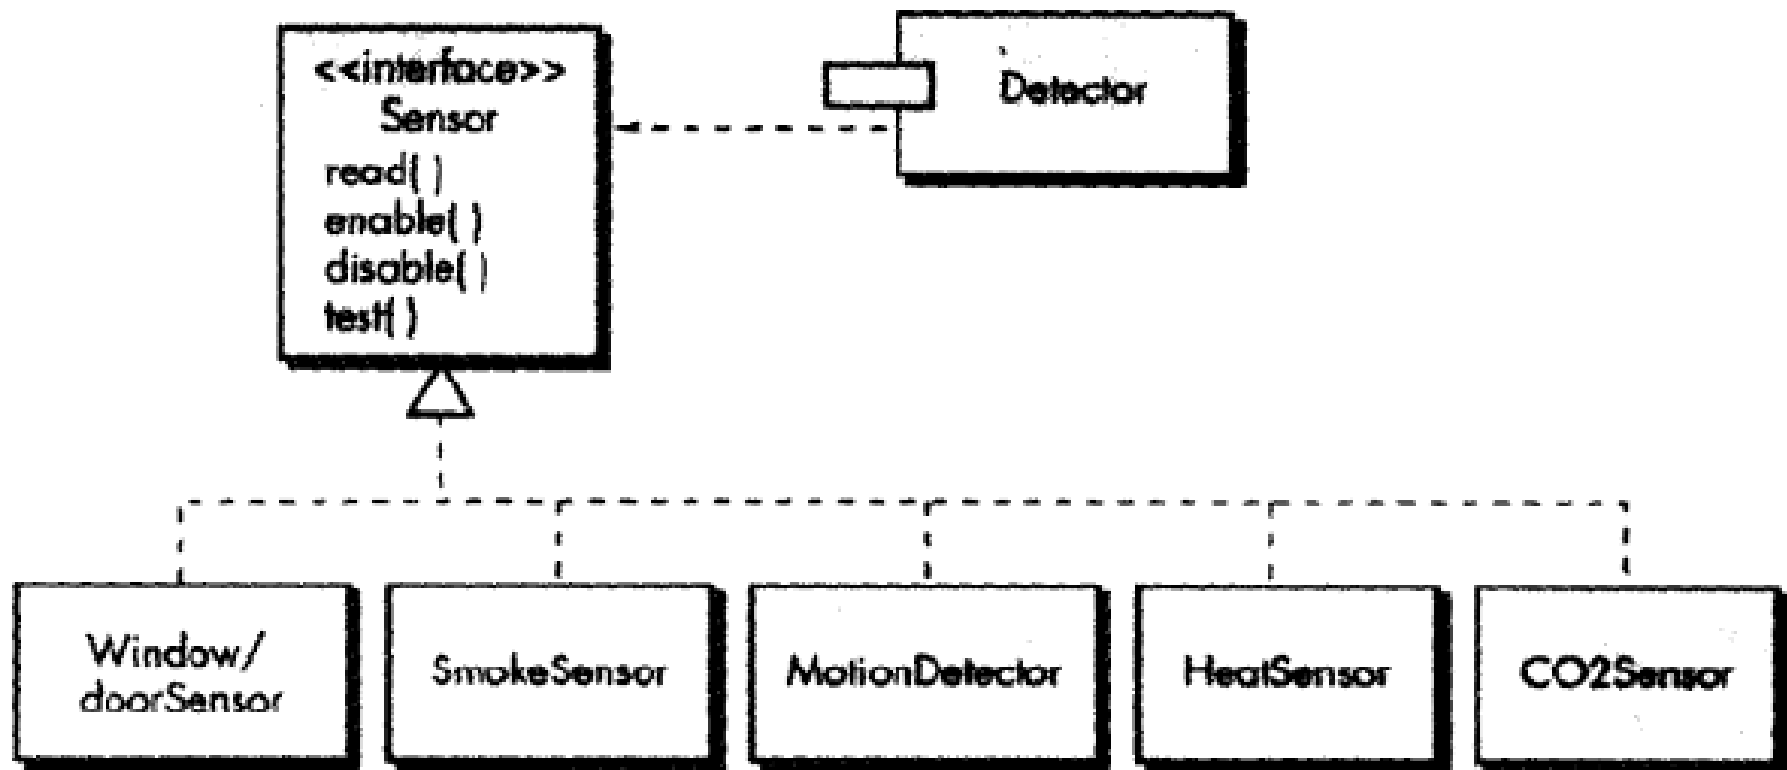 <<interface>>
Sensor
read( )
enable( )
disable( )
test( )
Detector
Window/
doorSensor
SmokeSensor
MotionDetector
HeatSensor
CO2Sensor